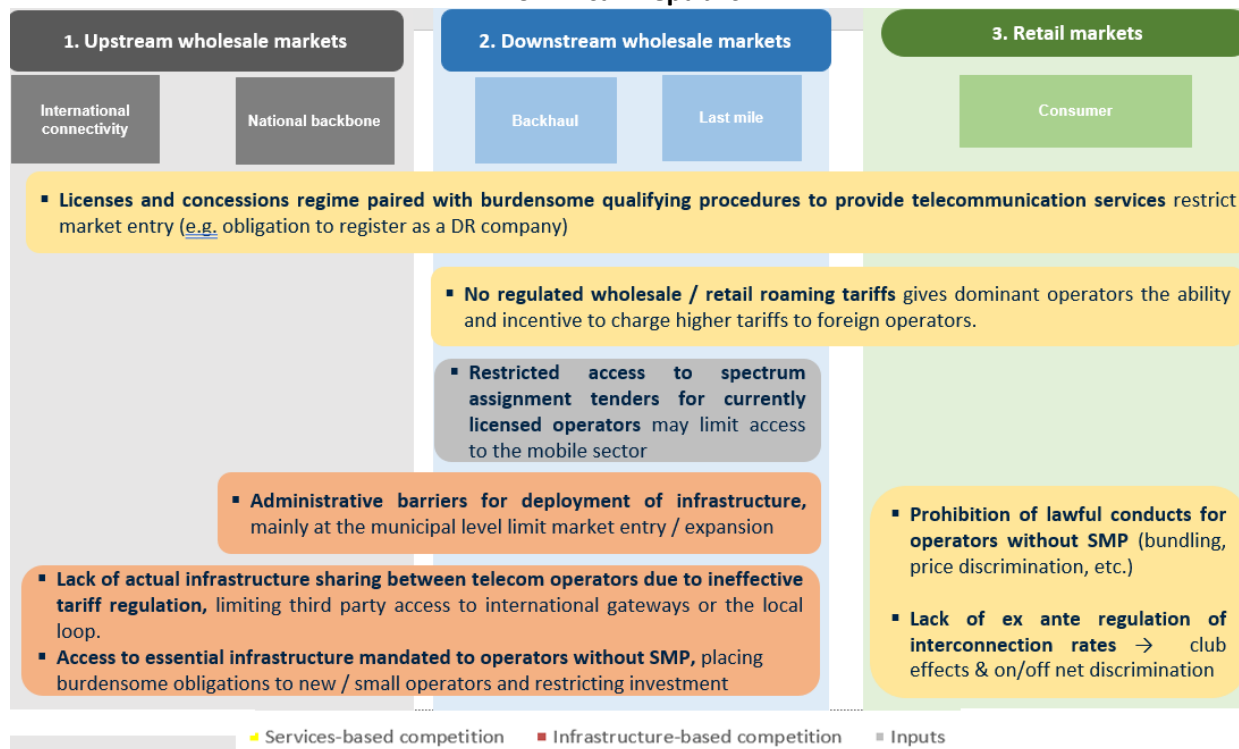 1. Upstream wholesale markets
2. Downstream wholesale markets
3. Retail markets
International
connectivity
National backbone
Backhaul
Last mile
Consumer
▪ Licenses and concessions regime paired with burdensome qualifying procedures to provide telecommunication services restrict
market entry (e.g. obligation to register as a DR company)
▪ No regulated wholesale / retail roaming tariffs gives dominant operators the ability
and incentive to charge higher tariffs to foreign operators.
▪ Restricted access to spectrum
assignment tenders for currently
licensed operators may limit access
to the mobile sector
▪ Administrative barriers for deployment of infrastructure,
mainly at the municipal level limit market entry / expansion
▪ Prohibition of lawful conducts for
operators without SMP (bundling,
price discrimination, etc.)
▪ Lack of ex ante regulation of
interconnection rates → club
effects & on/off net discrimination
▪ Lack of actual infrastructure sharing between telecom operators due to ineffective
tariff regulation, limiting third party access to international gateways or the local
loop.
▪ Access to essential infrastructure mandated to operators without SMP, placing
burdensome obligations to new / small operators and restricting investment
Services-based competition
Infrastructure-based competition
Inputs